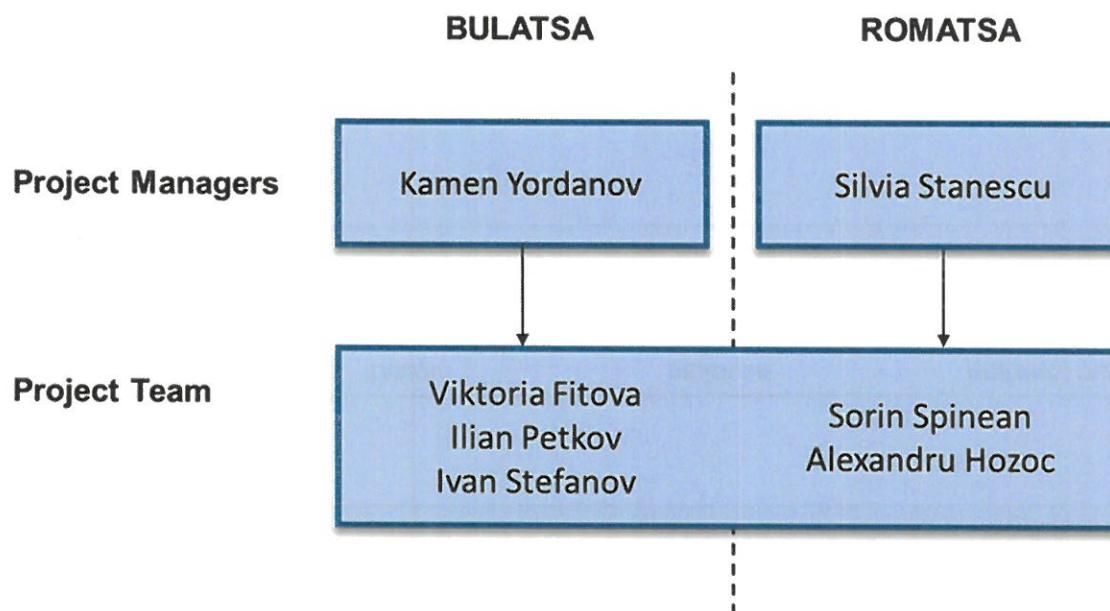 BULATSA
ROMATSA
Project Managers
Kamen Yordanov
Silvia Stanescu
Project Team
Viktoria Fitova
Ilian Petkov
Ivan Stefanov
Sorin Spinean
Alexandru Hozoc